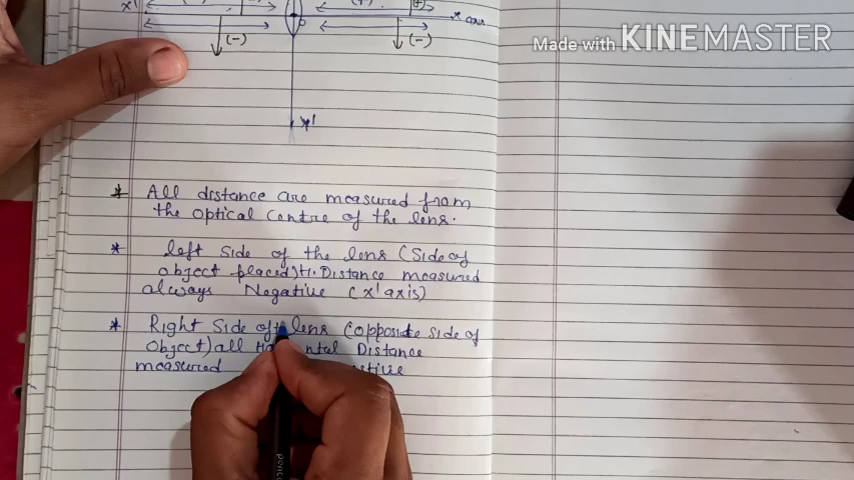 x'
(+)
x axis
(-)
(-)
Made with KINEMASTER
x'
* All distance are measured from
the optical centre of the lens.
* left side of the lens (Side of
object placed) H. Distance measured
always Negative (x' axis)
* Right Side of lens (opposite side of
object) all Distance
measured